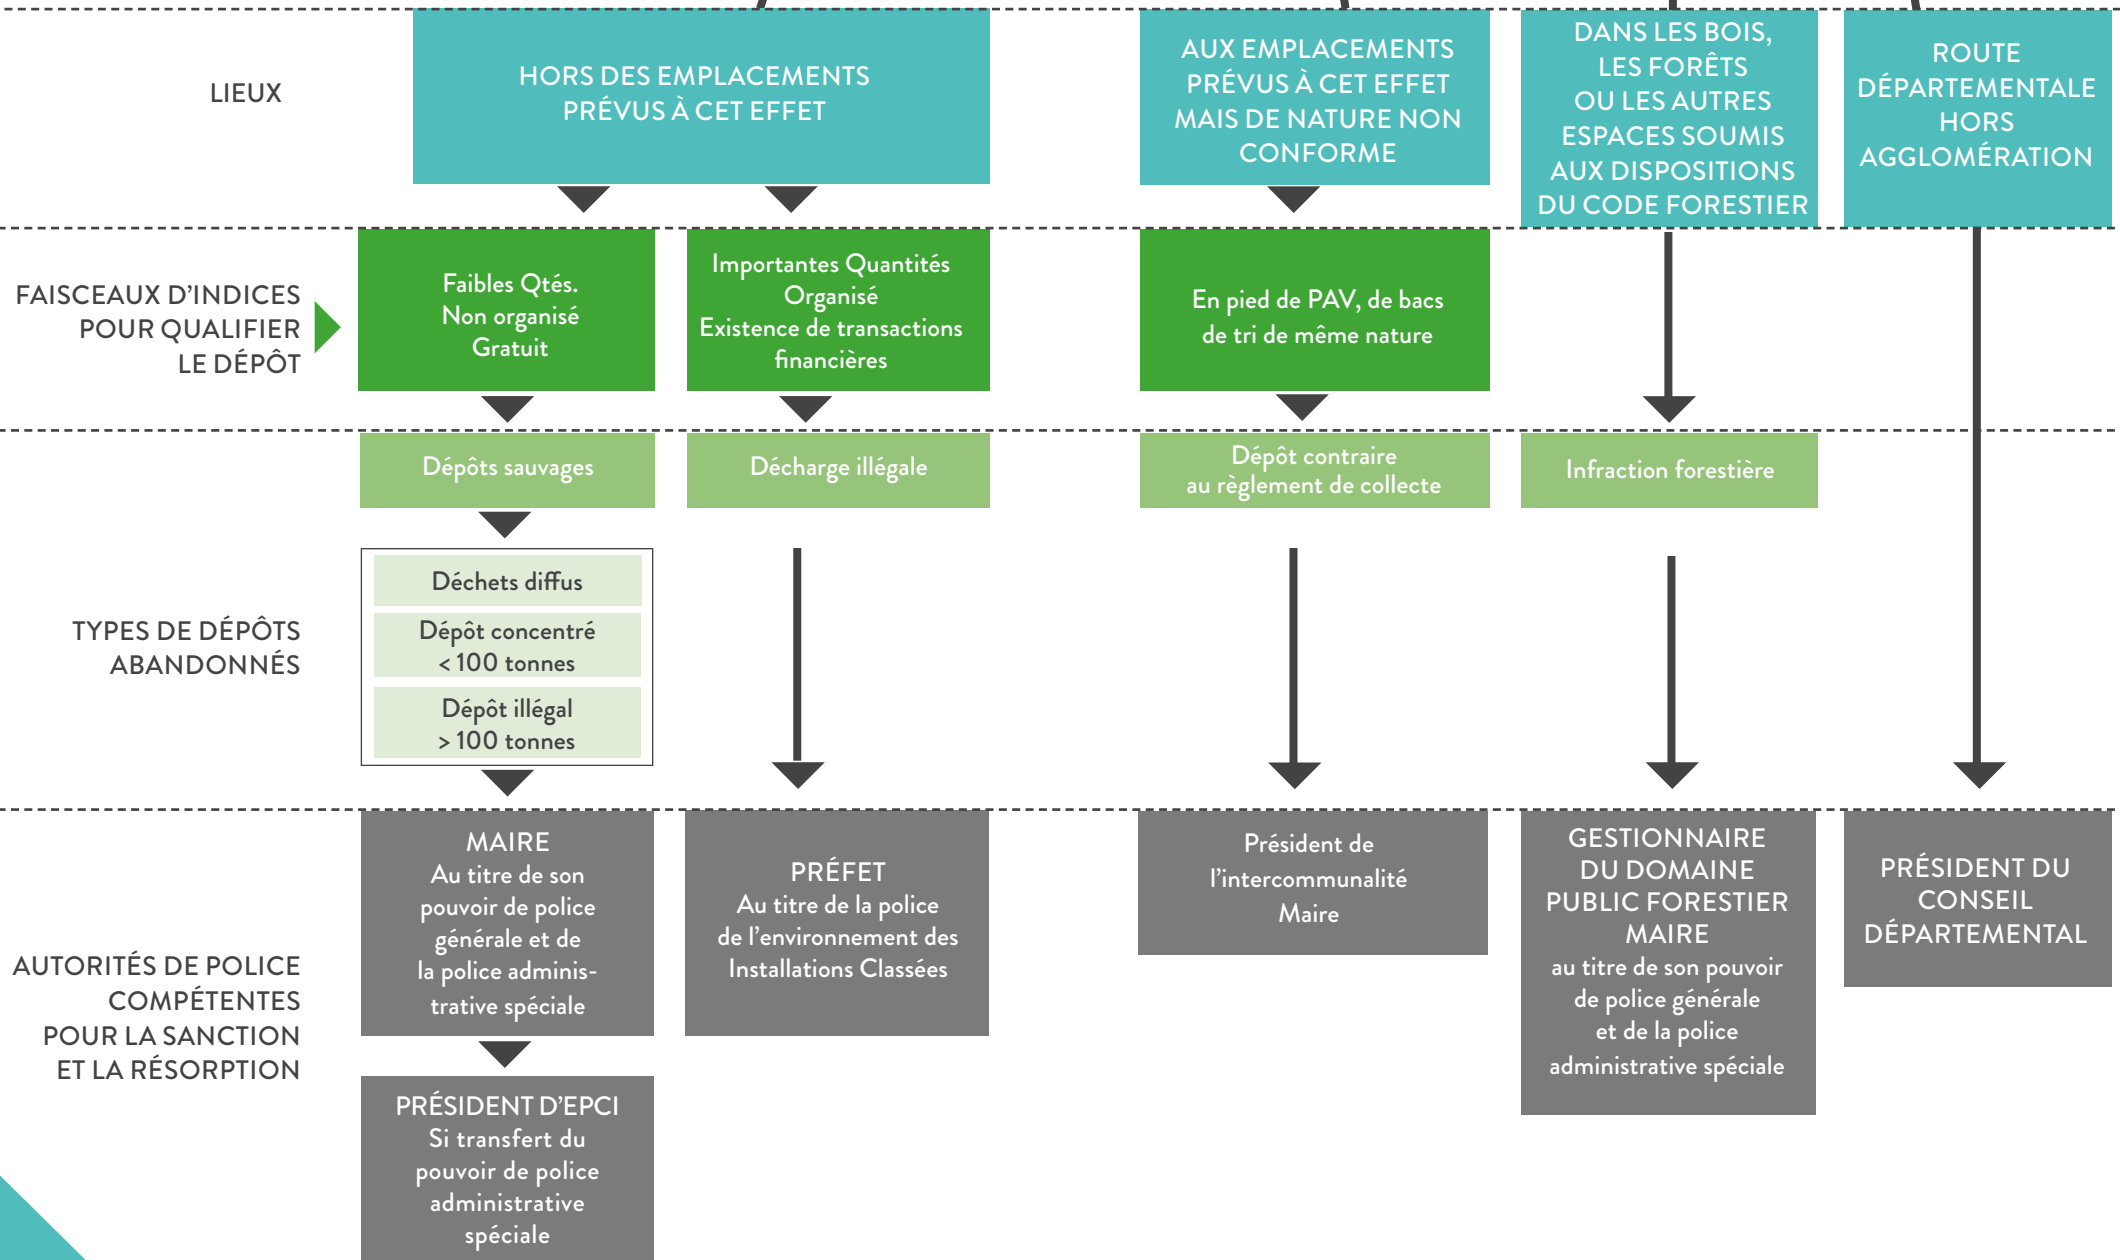 LIEUX
HORS DES EMPLACEMENTS
PRÉVUS À CET EFFET
AUX EMPLACEMENTS
PRÉVUS À CET EFFET
MAIS DE NATURE NON
CONFORME
DANS LES BOIS,
LES FORÊTS
OU LES AUTRES
ESPACES SOUMIS
AUX DISPOSITIONS
DU CODE FORESTIER
ROUTE
DÉPARTEMENTALE
HORS
AGGLOMÉRATION
FAISCEAUX D'INDICES
POUR QUALIFIER
LE DÉPÔT
Faibles Qtés.
Non organisé
Gratuit
Importantes Quantités
Organisé
Existence de transactions
financières
En pied de PAV, de bacs
de tri de même nature
TYPES DE DÉPÔTS
ABANDONNÉS
Dépôts sauvages
Décharge illégale
Dépôt contraire
au règlement de collecte
Infraction forestière
Déchets diffus
Dépôt concentré
< 100 tonnes
Dépôt illégal
> 100 tonnes
AUTORITÉS DE POLICE
COMPÉTENTES
POUR LA SANCTION
ET LA RÉSORPTION
MAIRE
Au titre de son
pouvoir de police
générale et de
la police adminis-
trative spéciale
PRÉFET
Au titre de la police
de l'environnement des
Installations Classées
Président de
l'intercommunalité
Maire
GESTIONNAIRE
DU DOMAINE
PUBLIC FORESTIER
MAIRE
au titre de son pouvoir
de police générale
et de la police
administrative spéciale
PRÉSIDENT DU
CONSEIL
DÉPARTEMENTAL
PRÉSIDENT D'EPCI
Si transfert du
pouvoir de police
administrative
spéciale